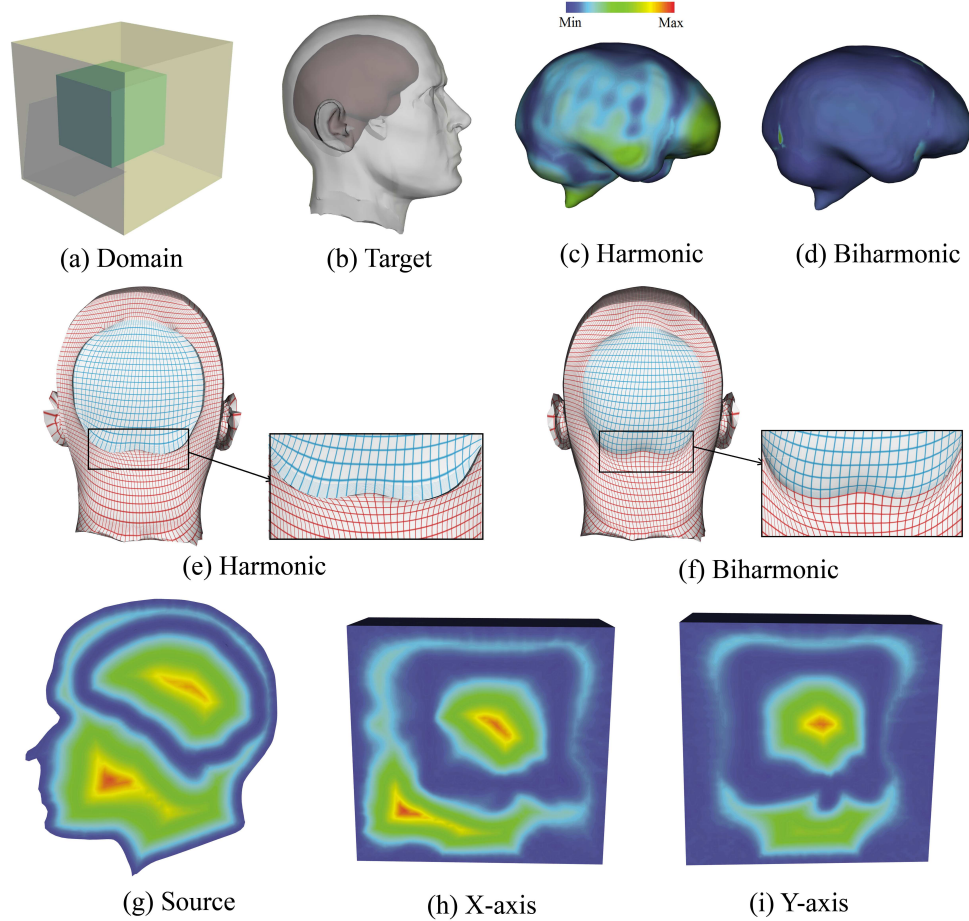 Min Max
(a) Domain
(b) Target
(c) Harmonic
(d) Biharmonic
(e) Harmonic
(f) Biharmonic
(g) Source
(h) X-axis
(i) Y-axis